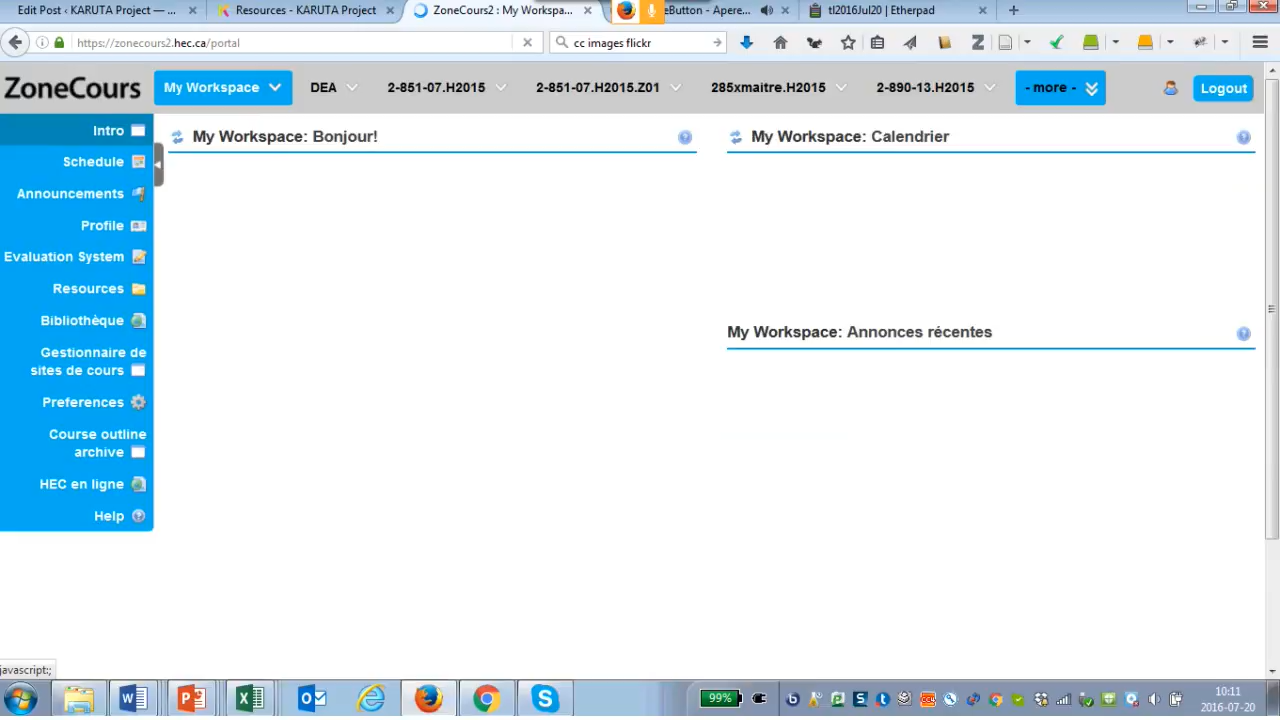 Edit Post ‹ KARUTA Project —... × Resources - KARUTA Project × ZoneCours2 : My Workspa... × eButton - Apere... × tl2016Jul20 | Etherpad ×
https://zonecours2.hec.ca/portal cc images flickr
ZoneCours My Workspace DEA 2-851-07.H2015 2-851-07.H2015.Z01 285xmaitre.H2015 2-890-13.H2015 - more - Logout
Intro
Schedule
Announcements
Profile
Evaluation System
Resources
Bibliothèque
Gestionnaire de
sites de cours
Preferences
Course outline
archive
HEC en ligne
Help
My Workspace: Bonjour!
My Workspace: Calendrier
My Workspace: Annonces récentes
javascript:;
99% 10:11
2016-07-20